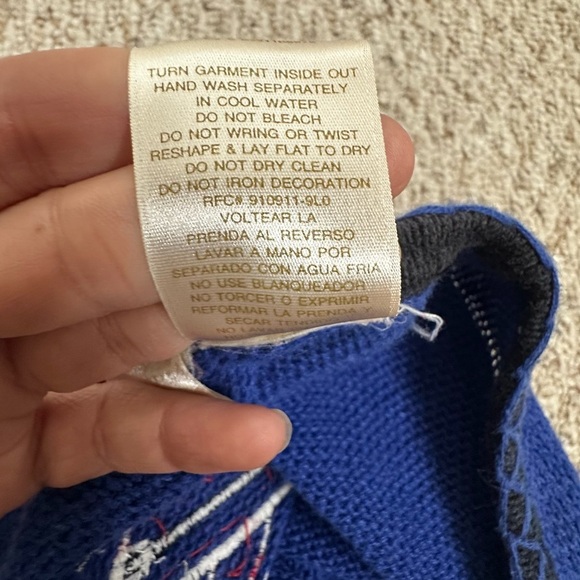 TURN GARMENT INSIDE OUT
HAND WASH SEPARATELY
IN COOL WATER
DO NOT BLEACH
DO NOT WRING OR TWIST
RESHAPE & LAY FLAT TO DRY
DO NOT DRY CLEAN
DO NOT IRON DECORATION
RFC# 910911-9L0
VOLTEAR LA
PRENDA AL REVERSO
LAVAR A MANO POR
SEPARADO CON AGUA FRIA
NO USE BLANQUEADOR
NO TORCER O EXPRIMIR
REFORMAR LA PRENDA
SECAR
NO